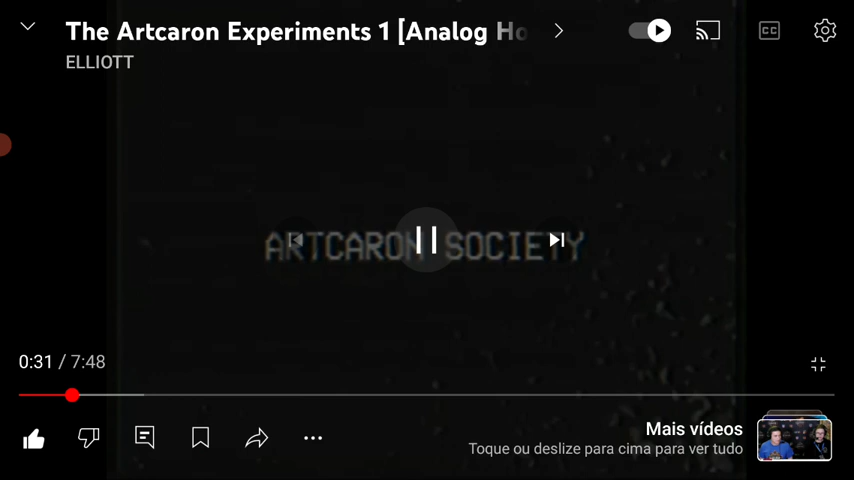 The Artcaron Experiments 1 [Analog Ho
ELLIOTT
CC
ARTCARON SOCIETY
0:31 / 7:48
Mais vídeos
Toque ou deslize para cima para ver tudo